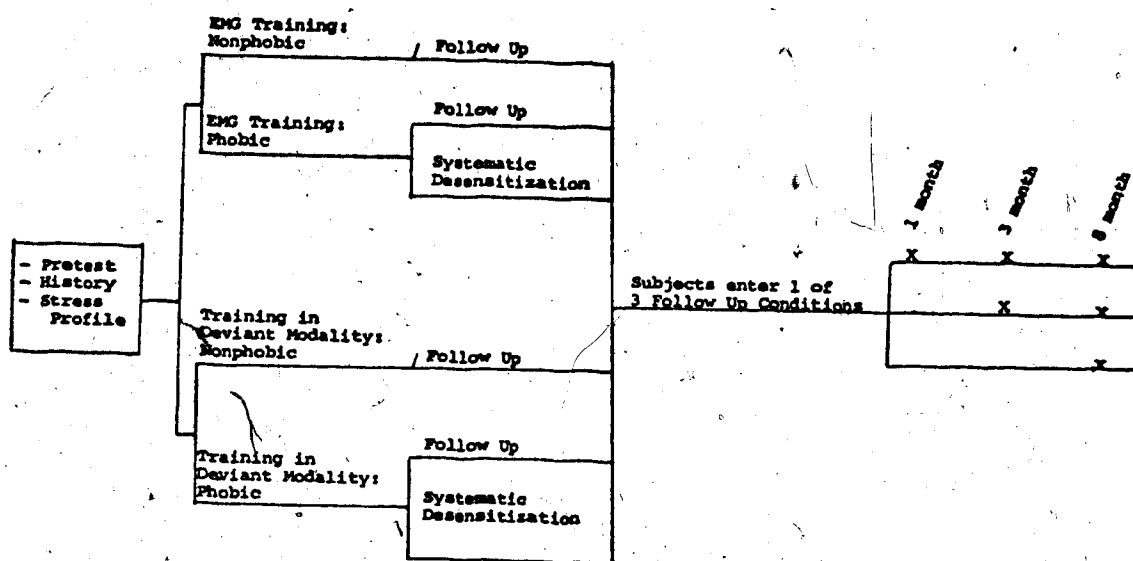 EMG Training:
Nonphobic
Follow Up
EMG Training:
Phobic
Follow Up
Systematic
Desensitization
- Pretest
- History
- Stress
Profile
Training in
Deviant Modality:
Nonphobic
Follow Up
Training in
Deviant Modality:
Phobic
Follow Up
Systematic
Desensitization
Subjects enter 1 of
3 Follow Up Conditions
1 month
3 month
8 month
X X X
X X
X